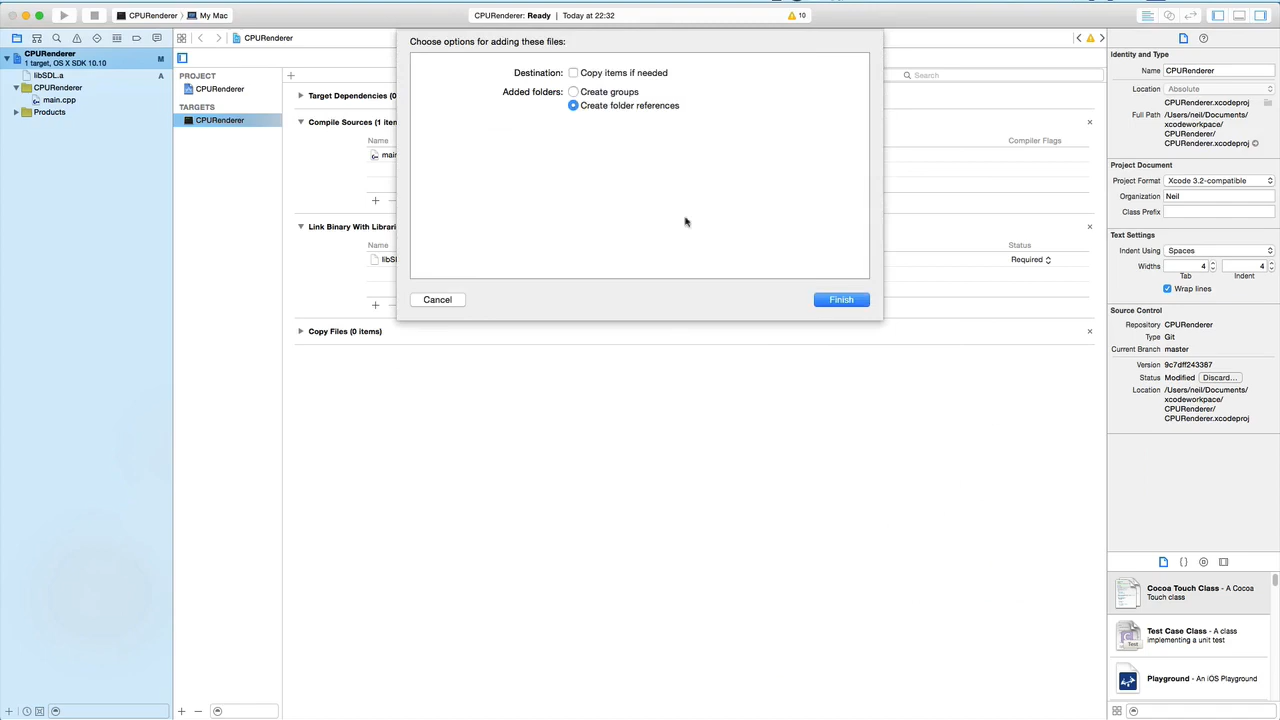 CPURenderer
My Mac
CPURenderer: Ready
Today at 22:32
10
CPURenderer
1 target, OS X SDK 10.10
M
libSDL.a
A
CPURenderer
main.cpp
Products
CPURenderer
PROJECT
CPURenderer
TARGETS
CPURenderer
Search
Target Dependencies (0
Compile Sources (1 item
Name
Compiler Flags
main
Link Binary With Librari
Name
Status
libSD
Required
Copy Files (0 items)
Choose options for adding these files:
Destination:
Copy items if needed
Added folders:
Create groups
Create folder references
Cancel
Finish
Identity and Type
Name
CPURenderer
Location
Absolute
CPURenderer.xcodeproj
Full Path
/Users/neil/Documents/
xcodeworkpace/
CPURenderer/
CPURenderer.xcodeproj
Project Document
Project Format
Xcode 3.2-compatible
Organization
Neil
Class Prefix
Text Settings
Indent Using
Spaces
Widths
4
4
Tab
Indent
Wrap lines
Source Control
Repository
CPURenderer
Type
Git
Current Branch
master
Version
9c7dff243387
Status
Modified
Discard...
Location
/Users/neil/Documents/
xcodeworkpace/
CPURenderer/
CPURenderer.xcodeproj
Cocoa Touch Class - A Cocoa
Touch class
Test Case Class - A class
implementing a unit test
Test
Playground - An iOS Playground